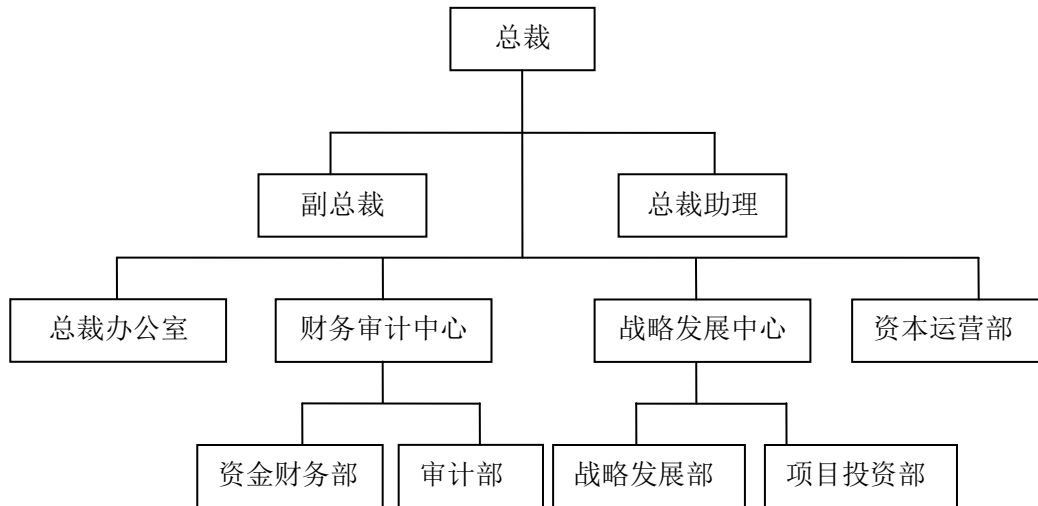 总裁
副总裁
总裁助理
总裁办公室
财务审计中心
战略发展中心
资本运营部
资金财务部
审计部
战略发展部
项目投资部